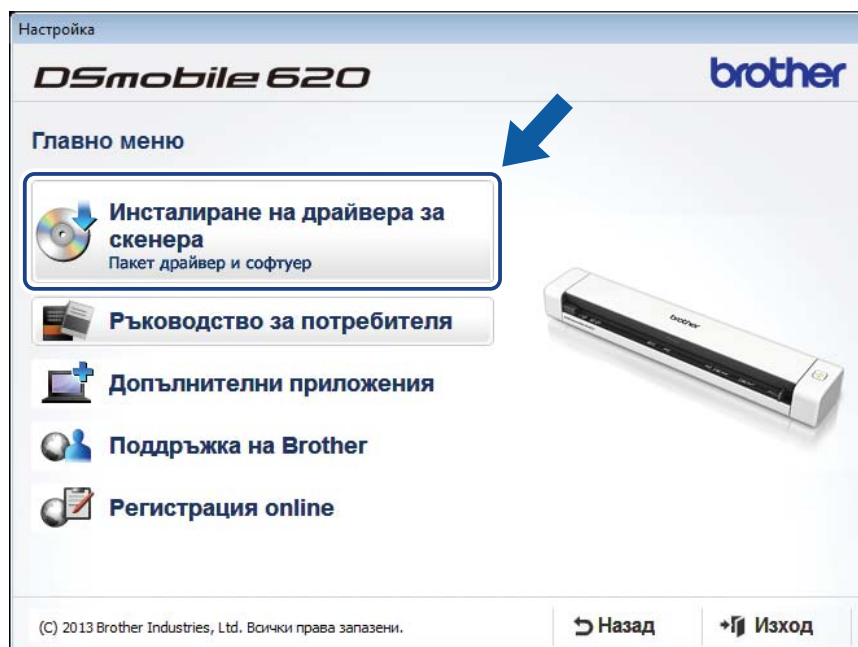 Настройка
DSmobile 620
brother
Главно меню
Инсталиране на драйвера за
скенера
Пакет драйвер и софтуер
Ръководство за потребителя
Допълнителни приложения
Поддръжка на Brother
Регистрация online
brother
(C) 2013 Brother Industries, Ltd. Всички права запазени.
Назад
Изход